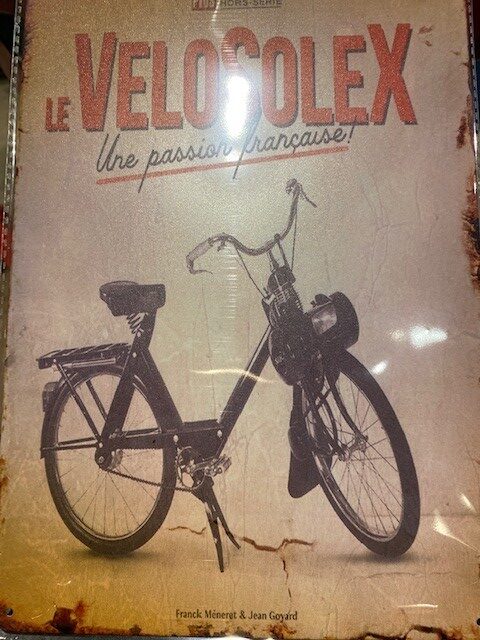 HORS-SÉRIE
LE VELOSOLEX
Une passion française!
Franck Méneret & Jean Goyard